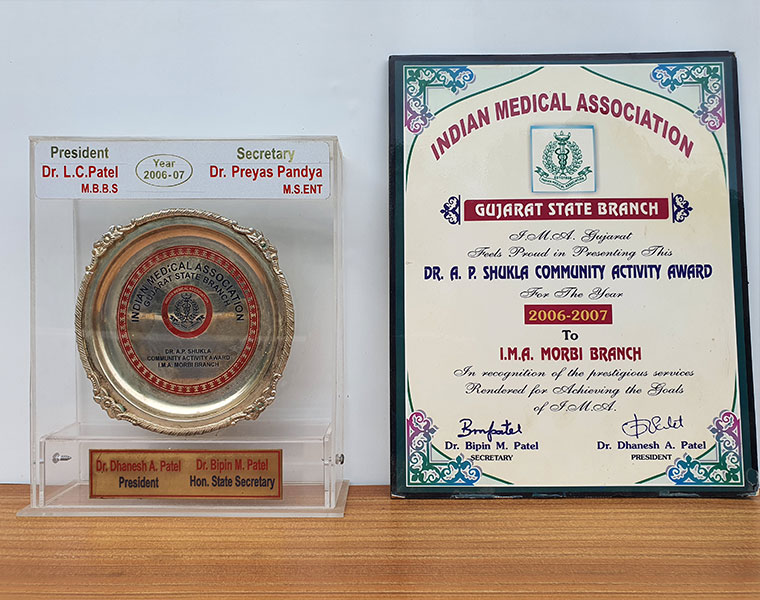 President
Dr. L.C.Patel
M.B.B.S
Year
2006-07
Secretary
Dr. Preyas Pandya
M.S.ENT
INDIAN MEDICAL ASSOCIATION
GUJARAT STATE BRANCH
DR. A.P. SHUKLA
COMMUNITY ACTIVITY AWARD
I.M.A. MORBI BRANCH
Dr. Dhanesh A. Patel
President
Dr. Bipin M. Patel
Hon. State Secretary
INDIAN MEDICAL ASSOCIATION
GUJARAT STATE BRANCH
I.M.A. Gujarat
Feels Proud in Presenting This
DR. A. P. SHUKLA COMMUNITY ACTIVITY AWARD
For The Year
2006-2007
To
I.M.A. MORBI BRANCH
In recognition of the prestigious services
Rendered for Achieving the Goals
of I.M.A.
Dr. Bipin M. Patel
SECRETARY
Dr. Dhanesh A. Patel
PRESIDENT